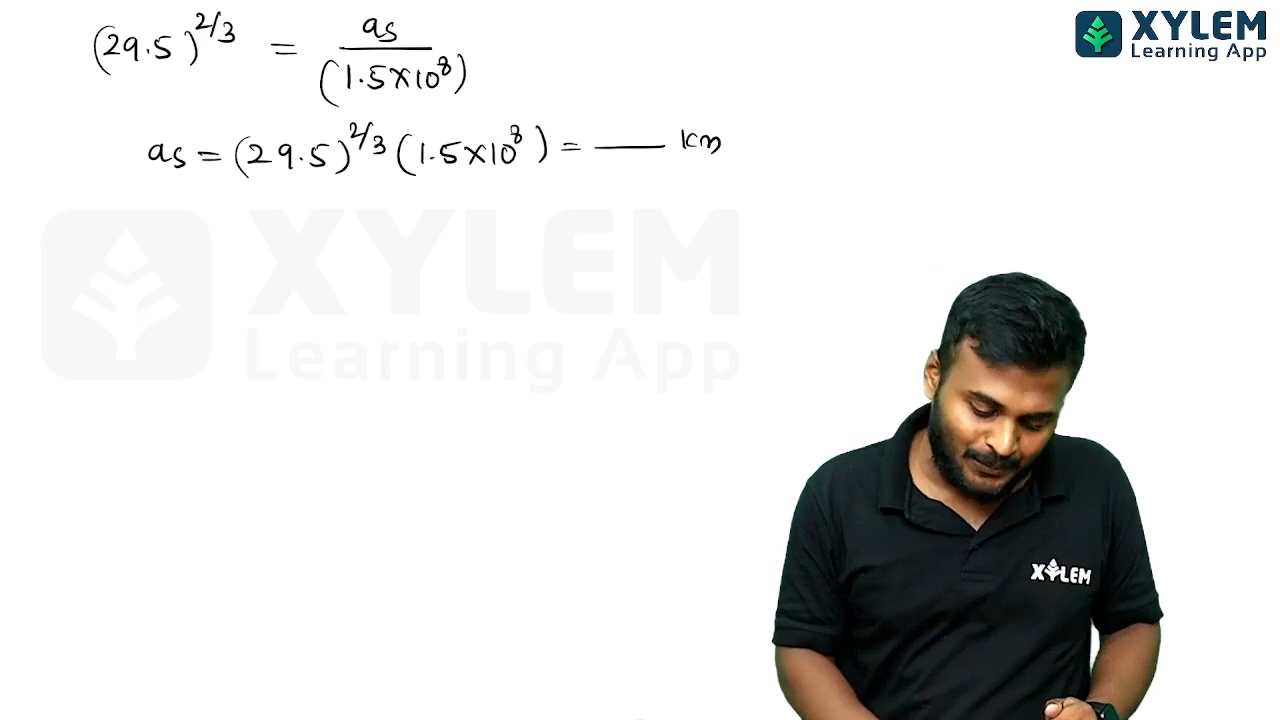 (29.5)^2/3 = as/(1.5×10^8)
as = (29.5)^2/3 (1.5×10^8) = ___ km
XYLEM
Learning App
XYLEM
Learning App
XYLEM